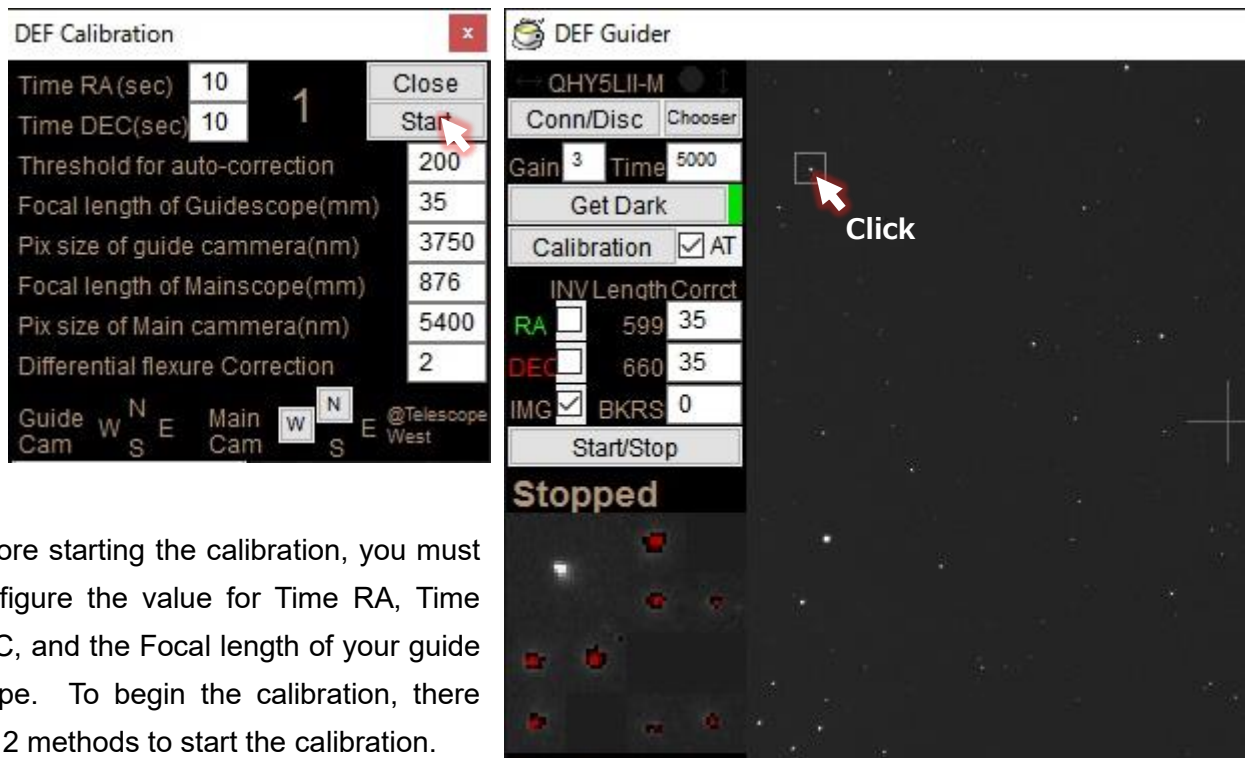 DEF Calibration
x
Time RA(sec) 10
1
Close
Time DEC(sec) 10
Start
Threshold for auto-correction 200
Focal length of Guidescope(mm) 35
Pix size of guide cammera(nm) 3750
Focal length of Mainscope(mm) 876
Pix size of Main cammera(nm) 5400
Differential flexure Correction 2
Guide Cam W N E S
Main Cam W N E S
@Telescope West
ore starting the calibration, you must
figure the value for Time RA, Time
C, and the Focal length of your guide
pe. To begin the calibration, there
2 methods to start the calibration.
DEF Guider
QHY5LII-M
Conn/Disc Chooser
Gain 3 Time 5000
Get Dark
Calibration AT
INV Length Corrct
RA 599 35
DEC 660 35
IMG BKRS 0
Start/Stop
Stopped
Click